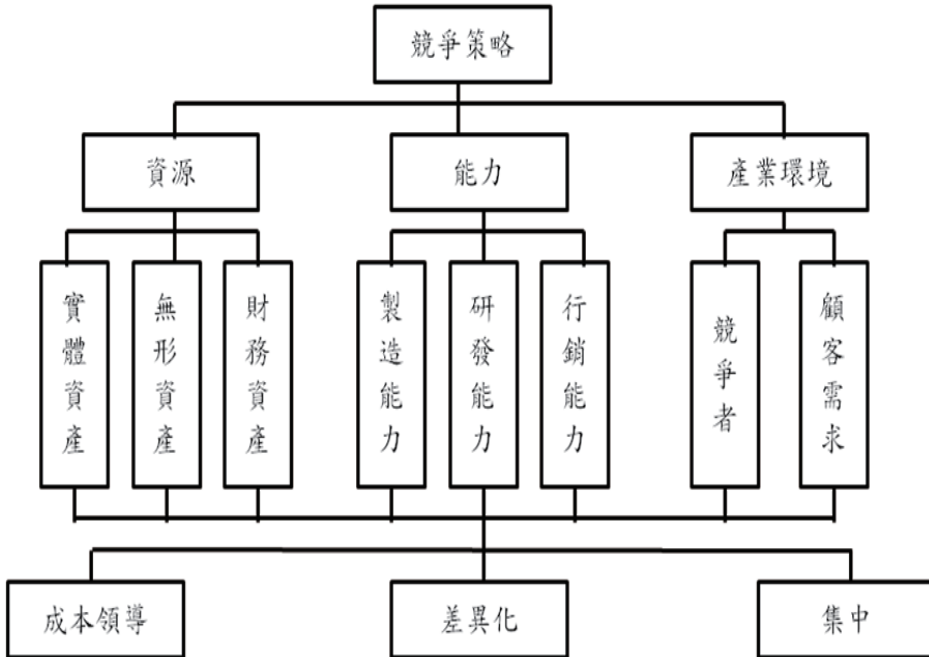 競爭策略
資源
能力
產業環境
實體資產
無形資產
財務資產
製造能力
研發能力
行銷能力
競爭者
顧客需求
成本領導
差異化
集中